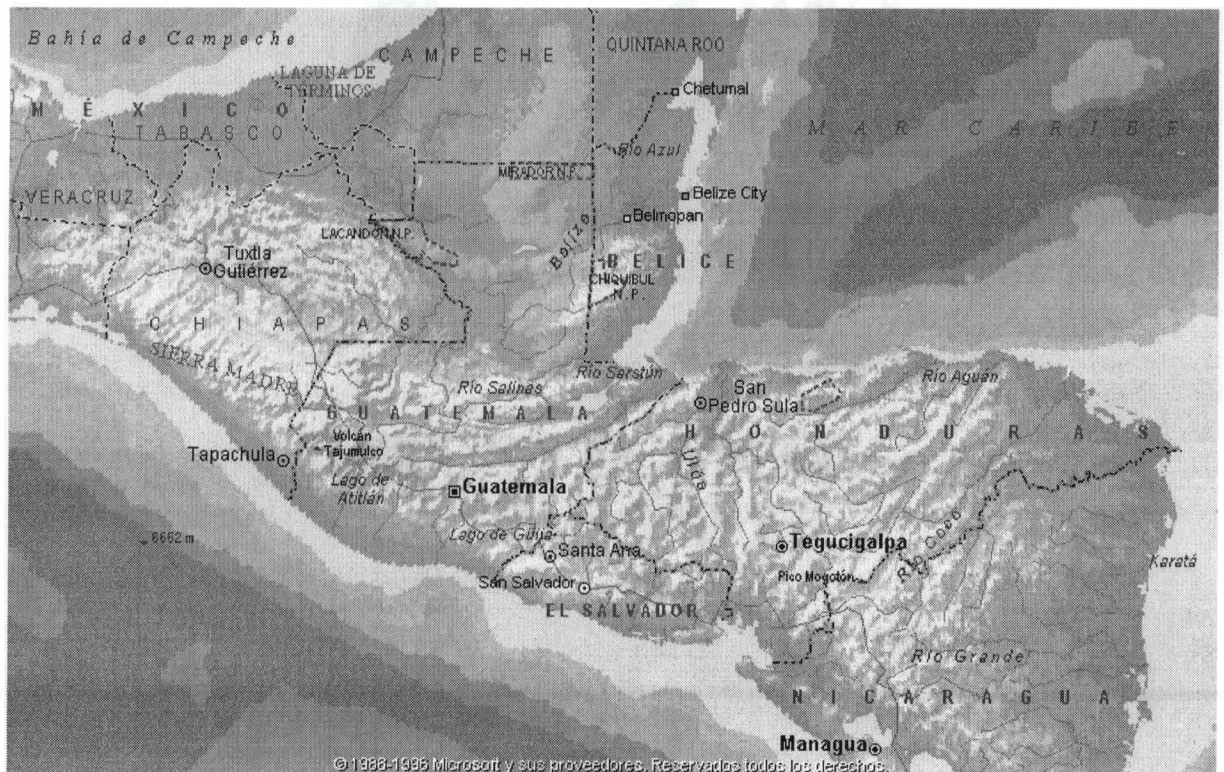 Bahía de Campeche
CAMPECHE
QUINTANA ROO
LAGUNA DE
TÉRMINOS
Chetumal
MÉXICO
TABASCO
MAR CARIBE
Río Azul
MIRADOR N.P.
VERACRUZ
Belize City
Belmopan
LACANDON N.P.
Belize
Tuxtla
Gutiérrez
BELICE
CHIQUIBUL
N.P.
CHIAPAS
SIERRA MADRE
Río Salinas
Río Sarstún
San
Pedro Sula
Río Aguán
GUATEMALA
HONDURAS
Volcán
Tajumulco
Tapachula
Ulúa
Lago de
Atitlán
Guatemala
6662 m
Lago de Güija
Santa Ana
Tegucigalpa
Río Coco
Karatá
San Salvador
Pico Mogotón
EL SALVADOR
Río Grande
NICARAGUA
Managua
© 1988-1996 Microsoft y sus proveedores. Reservados todos los derechos.